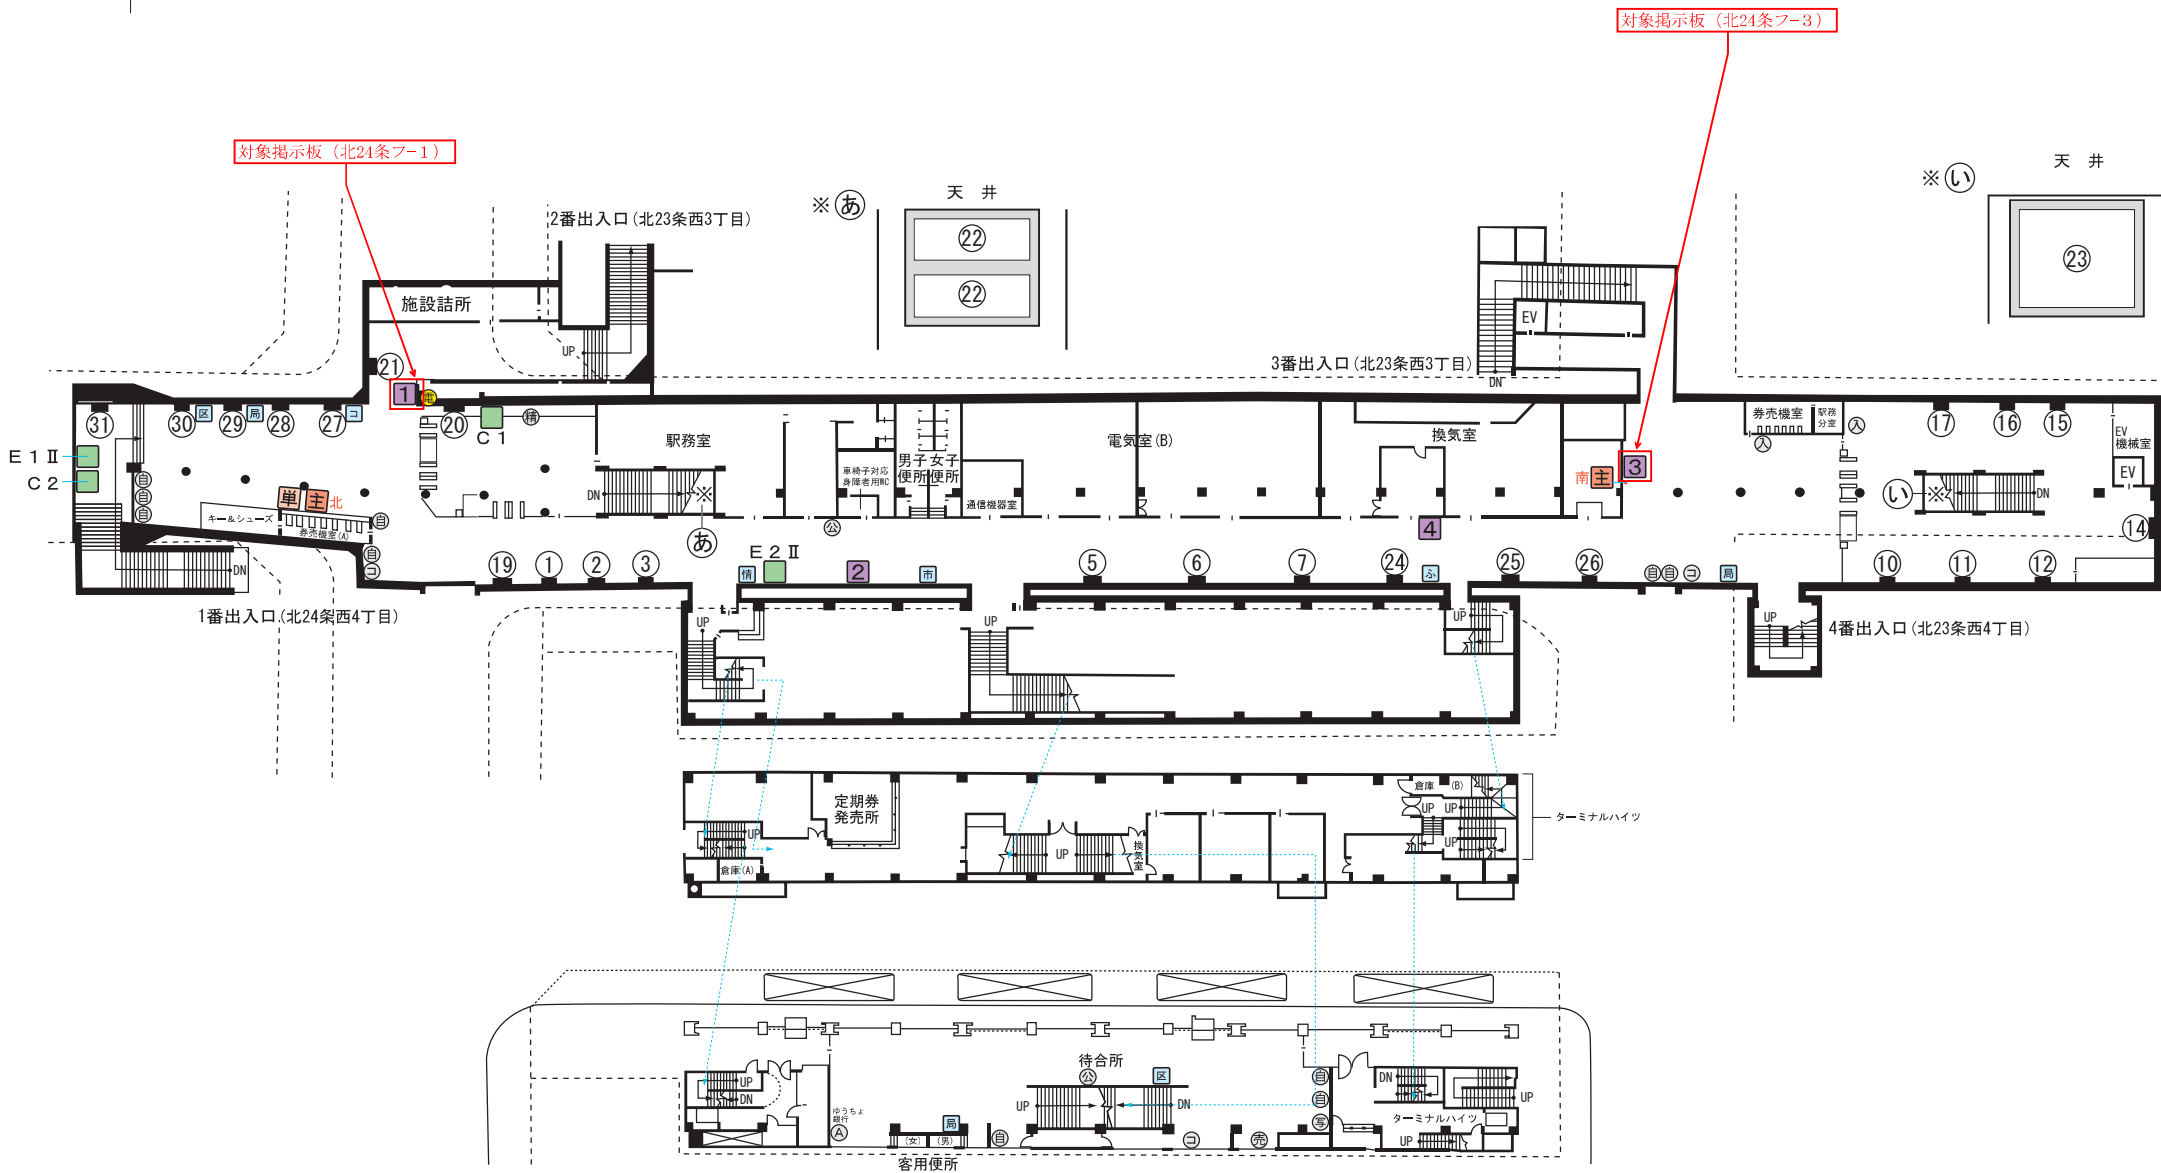 対象掲示板（北24条フ-3）
対象掲示板（北24条フ-1）
※ あ
天 井
22
22
※ い
天 井
23
2番出入口(北23条西3丁目)
施設詰所
UP
EV
3番出入口(北23条西3丁目)
DN
21
1
地
31
30
区
29
局
28
27
コ
20
C1
精
駅務室
車椅子対応
身障者用WC
男子
便所
女子
便所
通信機器室
電気室(B)
換気室
券売機室
駅務
分室
入
入
17
16
15
EV
機械室
EV
E1Ⅱ
C2
自
自
自
単
主
北
キー&シューズ
券売機室(A)
自
自
コ
DN
※
あ
公
南
主
3
4
い
※
DN
14
DN
1番出入口(北24条西4丁目)
19
1
2
3
E2Ⅱ
情
2
市
5
6
7
24
ふ
25
26
自
自
コ
局
10
11
12
UP
UP
UP
UP
4番出入口(北23条西4丁目)
定期券
発売所
UP
倉庫(A)
UP
換
気
室
倉庫 (B)
UP
UP
UP
ターミナルハイツ
待合所
公
区
UP
DN
ゆうちょ
銀行
A
局
(女)
(男)
自
UP
DN
コ
売
自
自
写
DN
UP
ターミナルハイツ
UP
客用便所